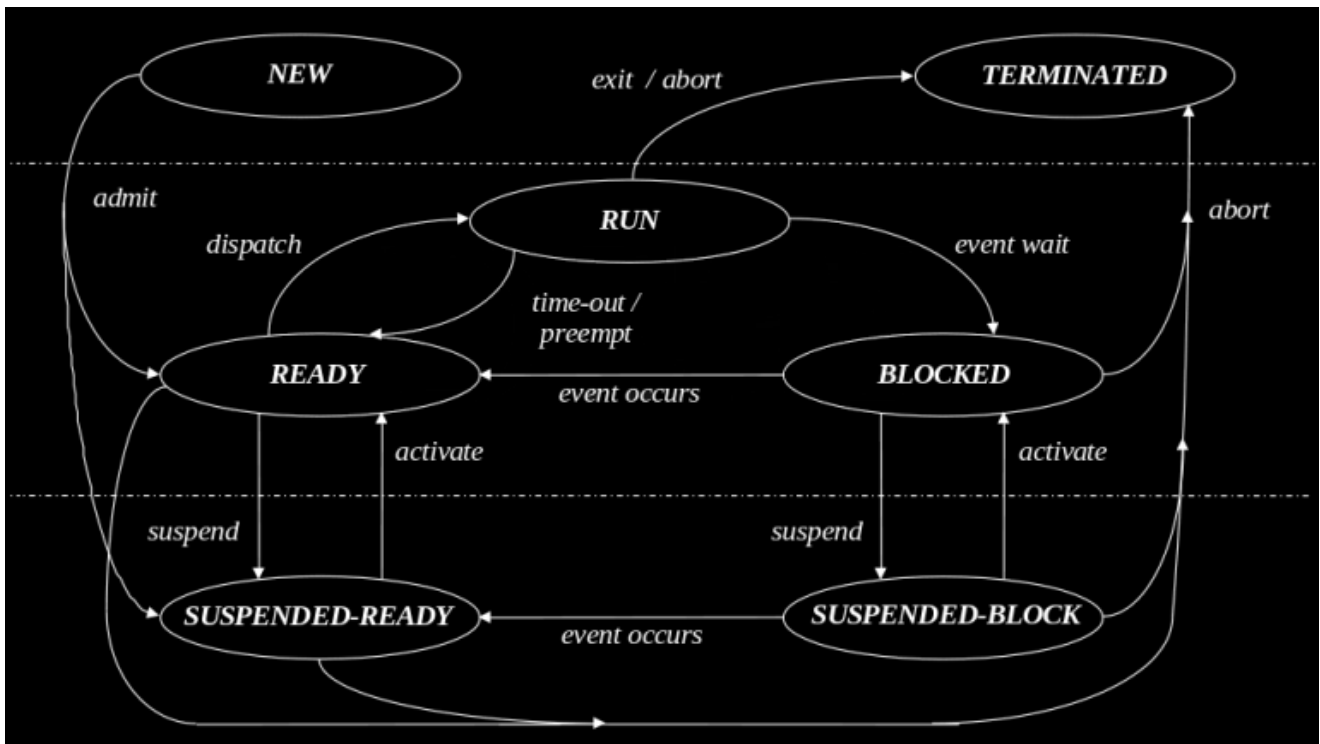 NEW
exit / abort
TERMINATED
admit
RUN
abort
dispatch
event wait
time-out /
preempt
READY
BLOCKED
event occurs
activate
activate
suspend
suspend
SUSPENDED-READY
SUSPENDED-BLOCK
event occurs